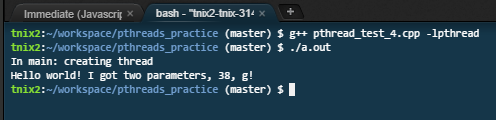 Immediate (Javascrip
bash - "tnix2-tnix-314
tnix2:~/workspace/pthreads_practice (master) $ g++ pthread_test_4.cpp -lpthread
tnix2:~/workspace/pthreads_practice (master) $ ./a.out
In main: creating thread
Hello world! I got two parameters, 38, g!
tnix2:~/workspace/pthreads_practice (master) $